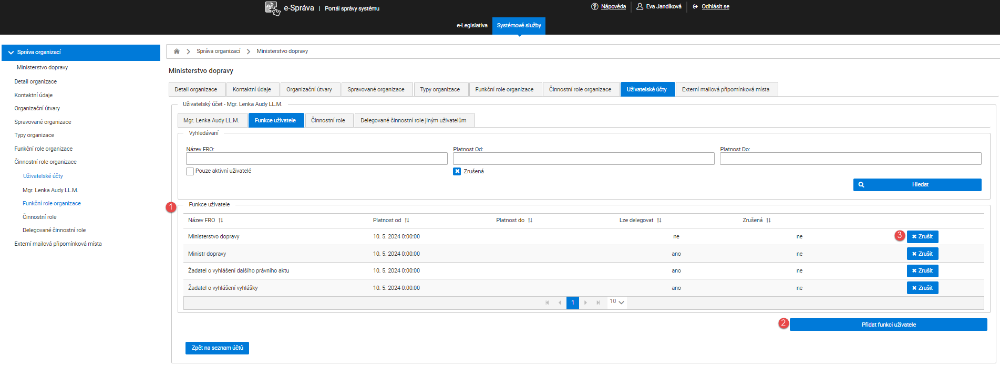 e-Správa | Portál správy systému
Nápověda
Eva Jandíková
Odhlásit se
e-Legislativa
Systémové služby
Správa organizací
Ministerstvo dopravy
Detail organizace
Kontaktní údaje
Organizační útvary
Spravované organizace
Typy organizace
Funkční role organizace
Činnostní role organizace
Uživatelské účty
Mgr. Lenka Audy LL.M.
Funkční role organizace
Činnostní role
Delegované činnostní role
Externí mailová připomínková místa
Správa organizací
Ministerstvo dopravy
Ministerstvo dopravy
Detail organizace
Kontaktní údaje
Organizační útvary
Spravované organizace
Typy organizace
Funkční role organizace
Činnostní role organizace
Uživatelské účty
Externí mailová připomínková místa
Uživatelský účet - Mgr. Lenka Audy LL.M.
Mgr. Lenka Audy LL.M.
Funkce uživatele
Činnostní role
Delegované činnostní role jiným uživatelům
Vyhledávaní
Název FRO:
Platnost Od:
Platnost Do:
Pouze aktivní uživatelé
Zrušená
Hledat
1
Funkce uživatele
Název FRO
Platnost od
Platnost do
Lze delegovat
Zrušená
Ministerstvo dopravy 10. 5. 2024 0:00:00 ne ne 3 Zrušit
Ministr dopravy 10. 5. 2024 0:00:00 ano ne Zrušit
Žadatel o vyhlášení dalšího právního aktu 10. 5. 2024 0:00:00 ano ne Zrušit
Žadatel o vyhlášení vyhlášky 10. 5. 2024 0:00:00 ano ne Zrušit
1 10
2 Přidat funkci uživatele
Zpět na seznam účtů